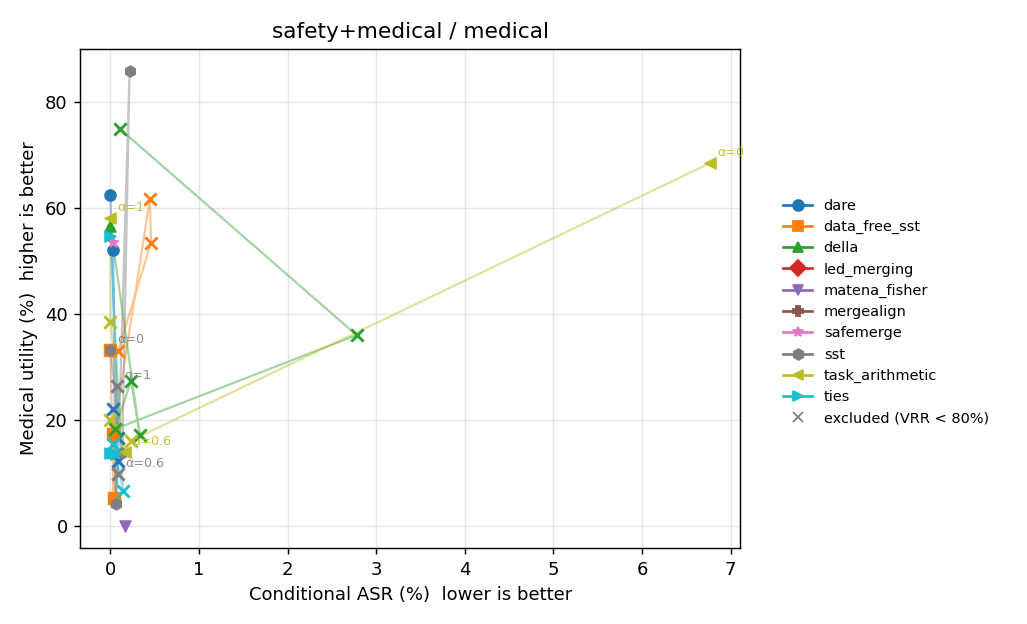 safety+medical / medical
Medical utility (%)  higher is better
80
60
40
20
0
α=0
α=1
α=0
α=1
α=0.6
α=0.6
0
1
2
3
4
5
6
7
Conditional ASR (%)  lower is better
dare
data_free_sst
della
led_merging
matena_fisher
mergealign
safemerge
sst
task_arithmetic
ties
excluded (VRR < 80%)